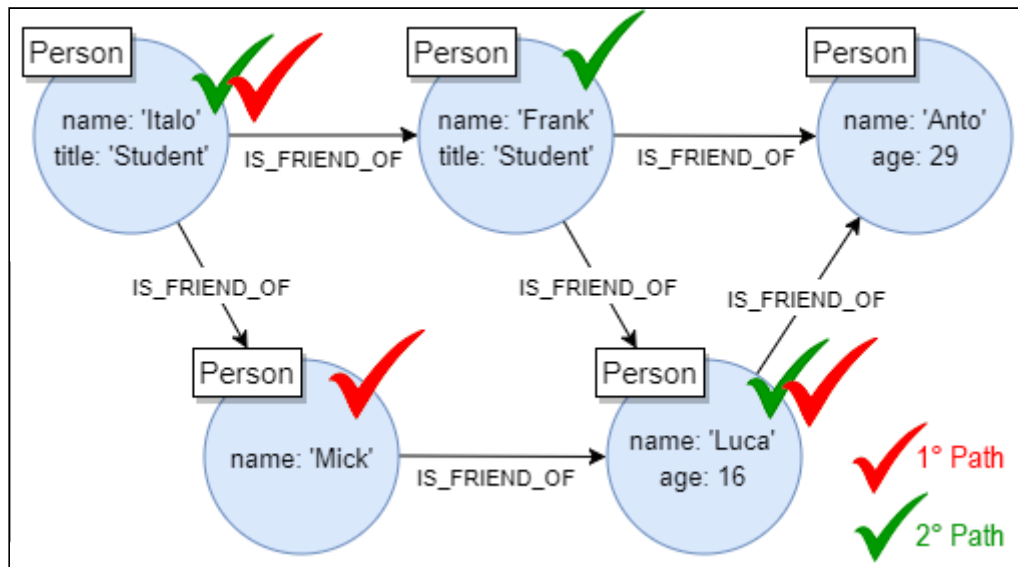 Person
name: 'Italo'
title: 'Student'
IS_FRIEND_OF
Person
name: 'Frank'
title: 'Student'
IS_FRIEND_OF
Person
name: 'Anto'
age: 29
IS_FRIEND_OF
IS_FRIEND_OF
IS_FRIEND_OF
Person
name: 'Mick'
IS_FRIEND_OF
Person
name: 'Luca'
age: 16
1° Path
2° Path